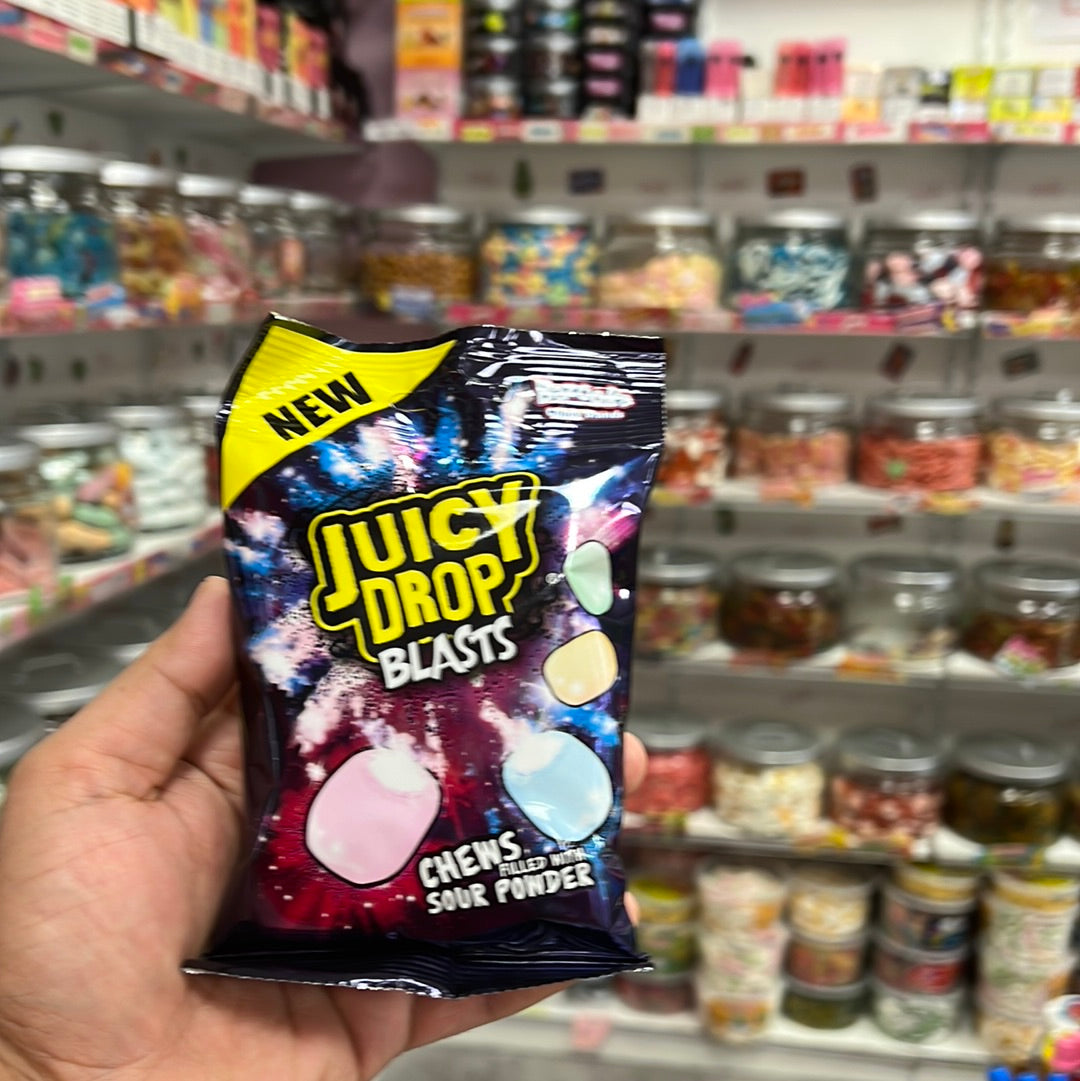 NEW
JUICY
DROP
BLASTS
CHEWS
FILLED WITH
SOUR POWDER